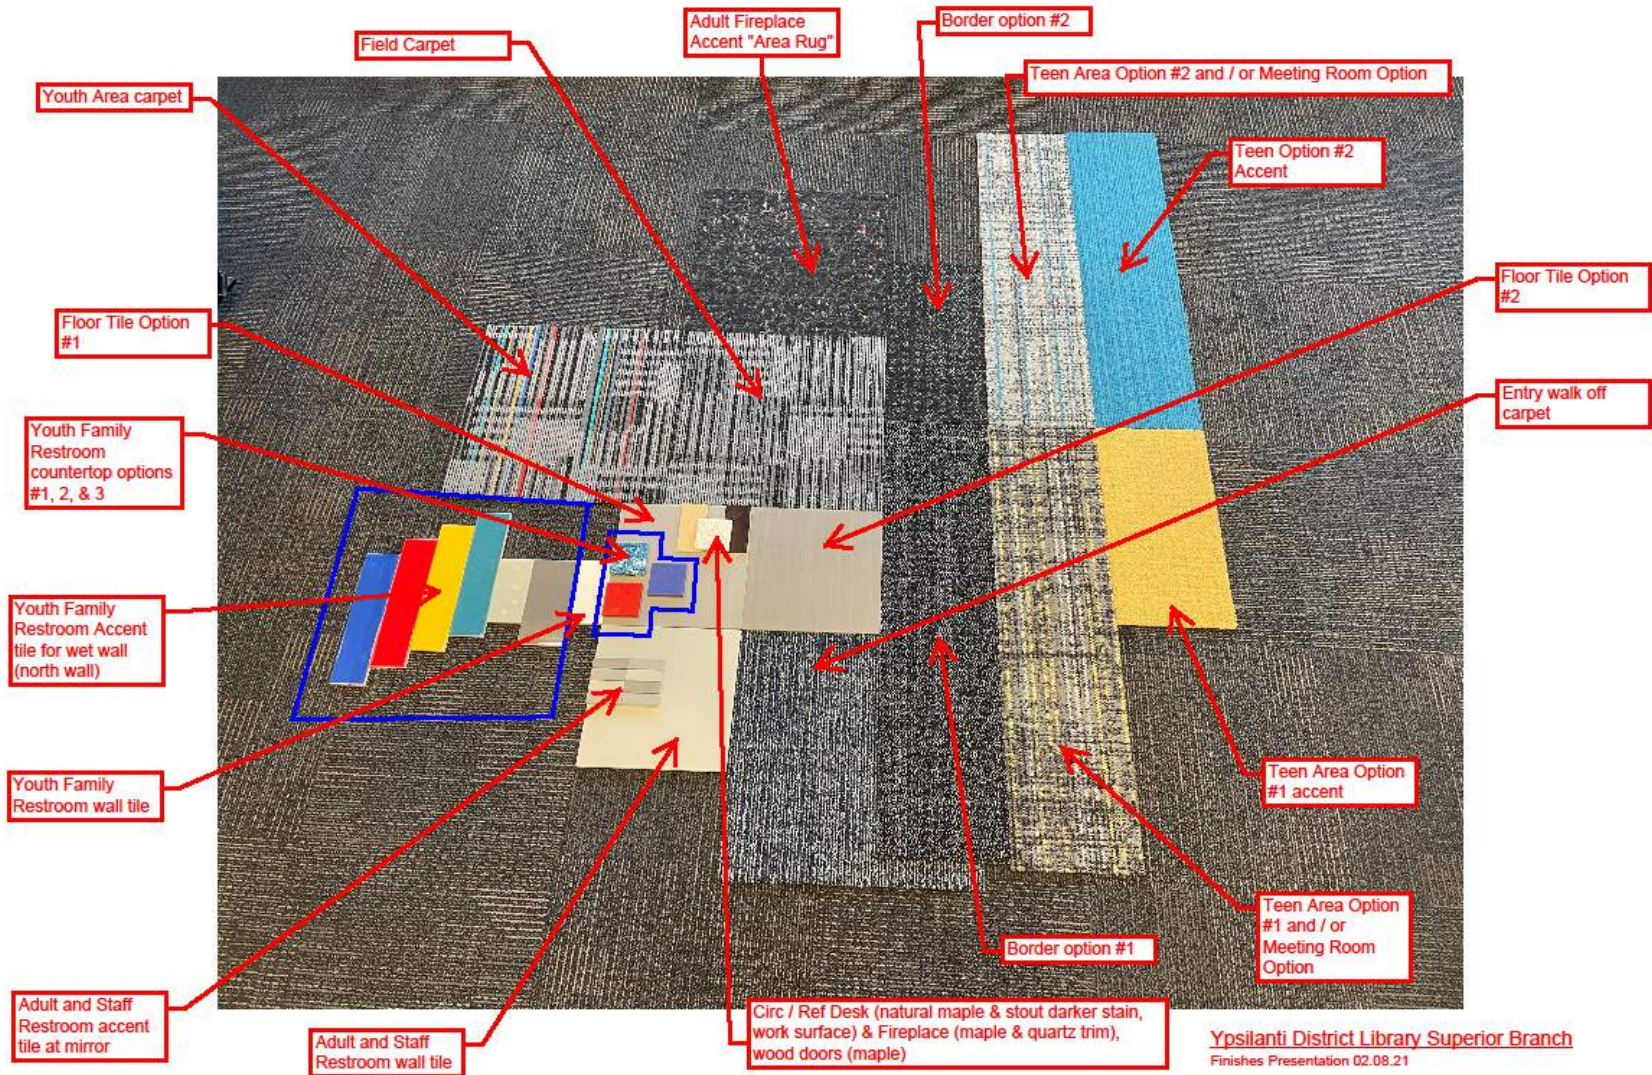 Adult Fireplace
Accent "Area Rug"
Border option #2
Field Carpet
Teen Area Option #2 and / or Meeting Room Option
Youth Area carpet
Teen Option #2
Accent
Floor Tile Option
#2
Floor Tile Option
#1
Entry walk off
carpet
Youth Family
Restroom
countertop options
#1, 2, & 3
Youth Family
Restroom Accent
tile for wet wall
(north wall)
Youth Family
Restroom wall tile
Teen Area Option
#1 accent
Teen Area Option
#1 and / or
Meeting Room
Option
Border option #1
Adult and Staff
Restroom accent
tile at mirror
Adult and Staff
Restroom wall tile
Circ / Ref Desk (natural maple & stout darker stain,
work surface) & Fireplace (maple & quartz trim),
wood doors (maple)
Ypsilanti District Library Superior Branch
Finishes Presentation 02.08.21